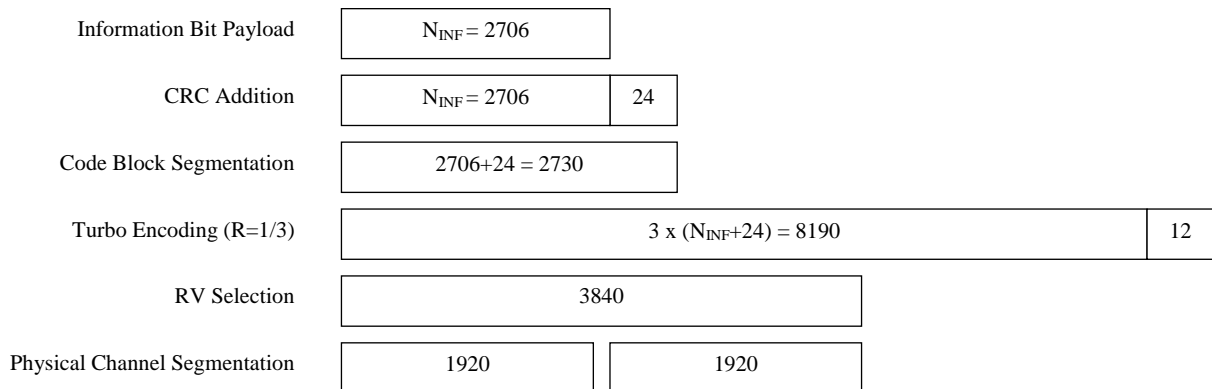 Information Bit Payload N_INF = 2706
CRC Addition N_INF = 2706 24
Code Block Segmentation 2706+24 = 2730
Turbo Encoding (R=1/3) 3 x (N_INF+24) = 8190 12
RV Selection 3840
Physical Channel Segmentation 1920 1920